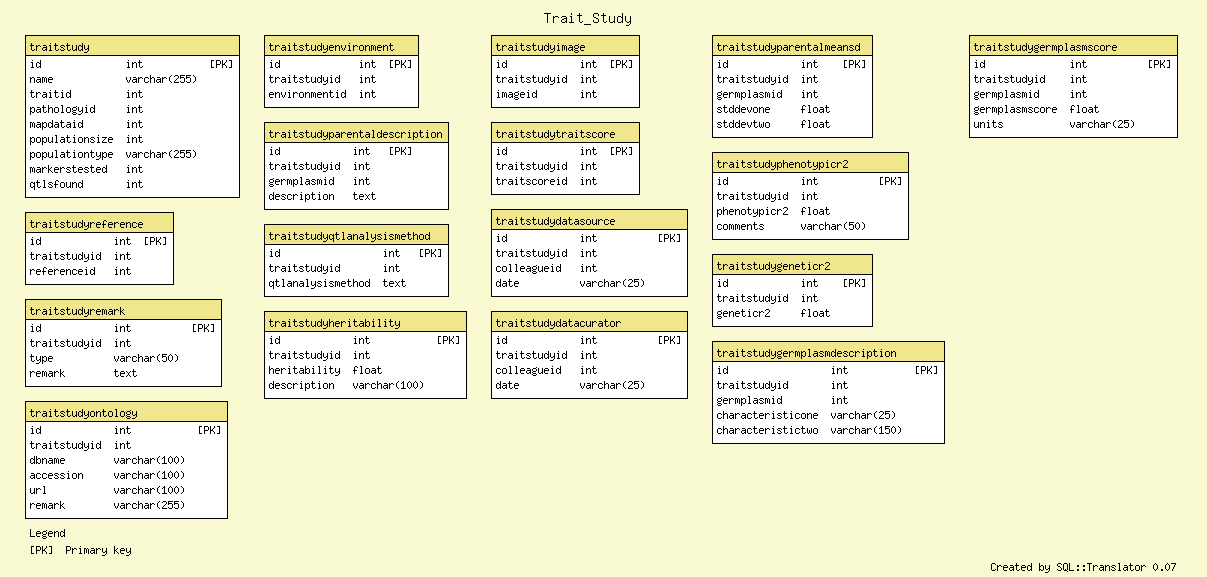 Trait_Study
traitstudy
id int [PK]
name varchar(255)
traitid int
pathologyid int
mapdataid int
populationsize int
populationtype varchar(255)
markerstested int
qtlsfound int
traitstudyreference
id int [PK]
traitstudyid int
referenceid int
traitstudyremark
id int [PK]
traitstudyid int
type varchar(50)
remark text
traitstudyontology
id int [PK]
traitstudyid int
dbname varchar(100)
accession varchar(100)
url varchar(100)
remark varchar(255)
traitstudyenvironment
id int [PK]
traitstudyid int
environmentid int
traitstudyparentaldescription
id int [PK]
traitstudyid int
germplasmid int
description text
traitstudyqtlanalysismethod
id int [PK]
traitstudyid int
qtlanalysismethod text
traitstudyheritability
id int [PK]
traitstudyid int
heritability float
description varchar(100)
traitstudyimage
id int [PK]
traitstudyid int
imageid int
traitstudytraitscore
id int [PK]
traitstudyid int
traitscoreid int
traitstudydatasource
id int [PK]
traitstudyid int
colleagueid int
date varchar(25)
traitstudydatacurator
id int [PK]
traitstudyid int
colleagueid int
date varchar(25)
traitstudyparentalmeansd
id int [PK]
traitstudyid int
germplasmid int
stddevone float
stddevtwo float
traitstudyphenotypicr2
id int [PK]
traitstudyid int
phenotypicr2 float
comments varchar(50)
traitstudygeneticr2
id int [PK]
traitstudyid int
geneticr2 float
traitstudygermplasmdescription
id int [PK]
traitstudyid int
germplasmid int
characteristicone varchar(25)
characteristictwo varchar(150)
traitstudygermplasmscore
id int [PK]
traitstudyid int
germplasmid int
germplasmscore float
units varchar(25)
Legend
[PK] Primary key
Created by SQL::Translator 0.07